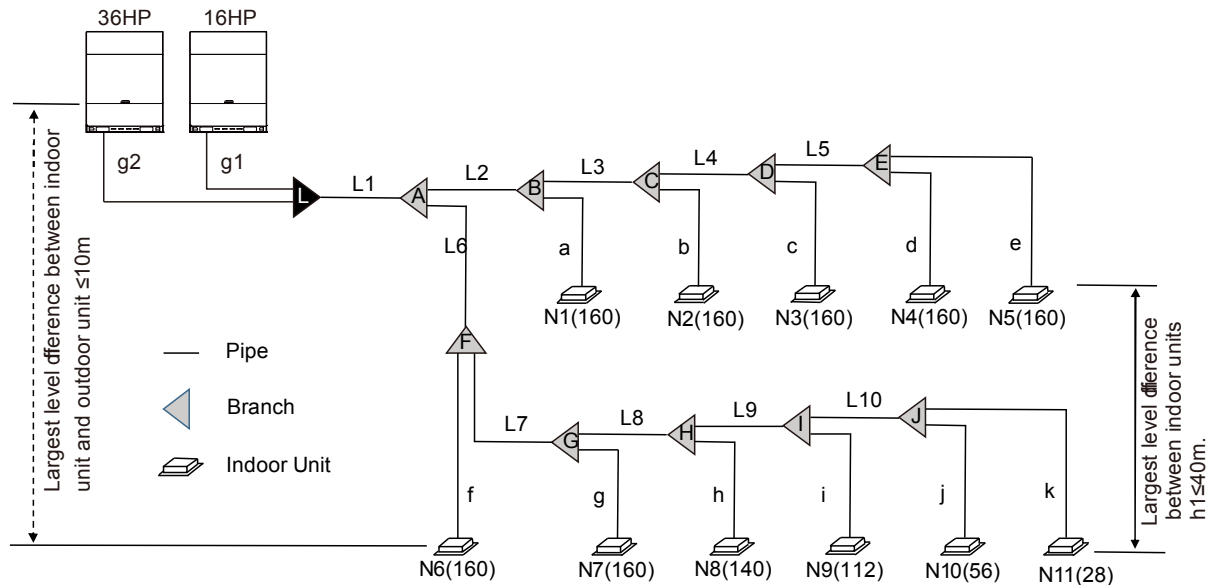 36HP 16HP
g2
g1
L
L1
A
L2
B
L3
C
L4
D
L5
E
L6
a
b
c
d
e
N1(160)
N2(160)
N3(160)
N4(160)
N5(160)
Largest level dfference between indoor
unit and outdoor unit ≤10m
Pipe
Branch
Indoor Unit
F
L7
G
L8
H
L9
I
L10
J
f
g
h
i
j
k
N6(160)
N7(160)
N8(140)
N9(112)
N10(56)
N11(28)
Largest level dfference
between indoor units
h1≤40m.